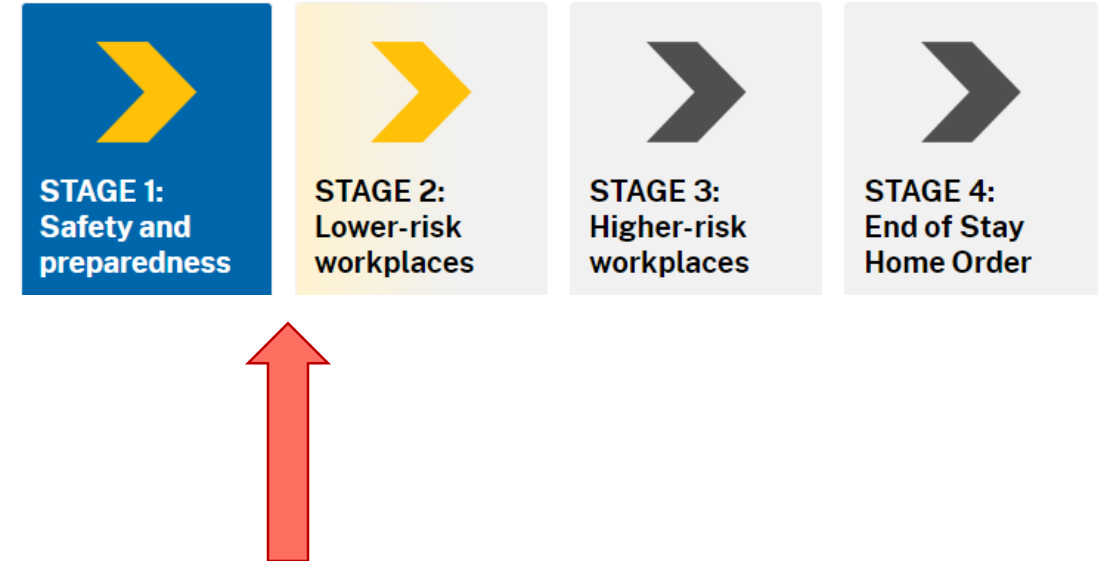 STAGE 1:
Safety and
preparedness
STAGE 2:
Lower-risk
workplaces
STAGE 3:
Higher-risk
workplaces
STAGE 4:
End of Stay
Home Order